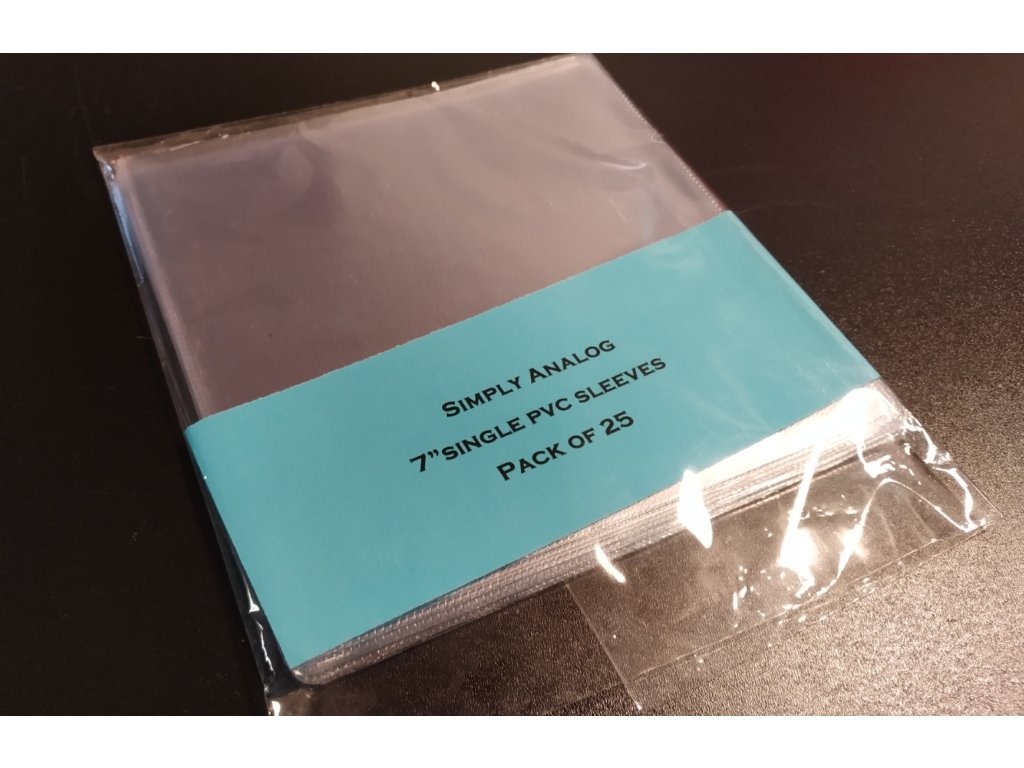 Simply Analog
7”single pvc sleeves
Pack of 25